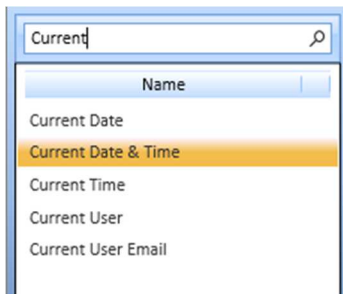 Current
Name
Current Date
Current Date & Time
Current Time
Current User
Current User Email